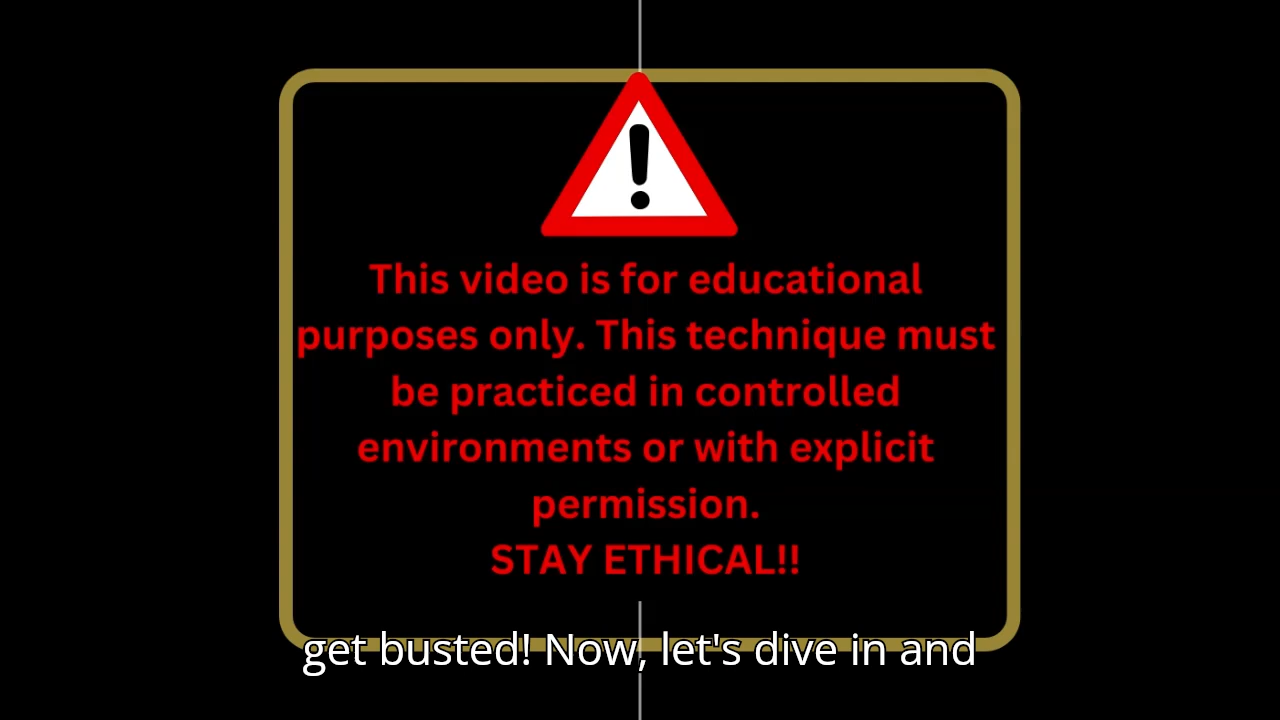 This video is for educational
purposes only. This technique must
be practiced in controlled
environments or with explicit
permission.
STAY ETHICAL!!
get busted! Now, let's dive in and